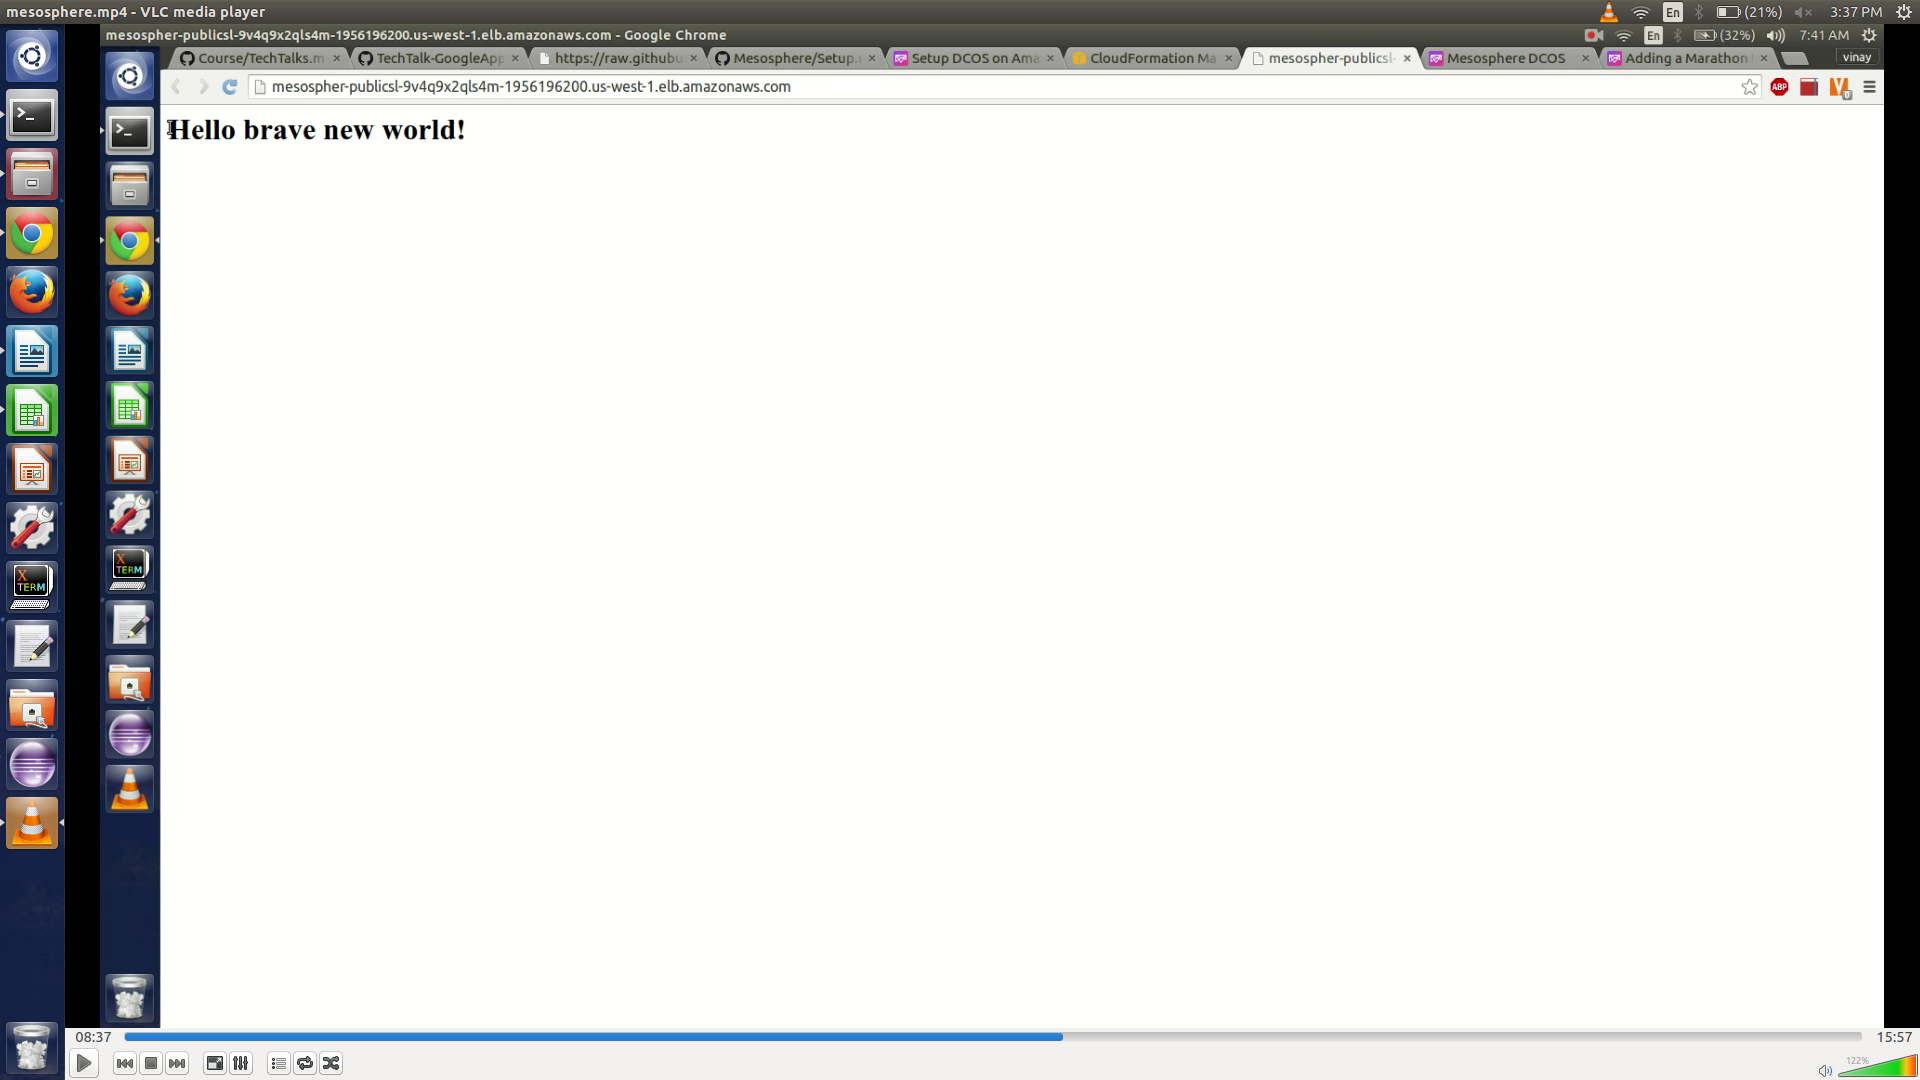 mesosphere.mp4 - VLC media player
En
(21%)
3:37 PM
mesospher-publicsl-9v4q9x2qls4m-1956196200.us-west-1.elb.amazonaws.com - Google Chrome
En
(32%)
7:41 AM
Course/TechTalks.m
TechTalk-GoogleApp
https://raw.githubu
Mesosphere/Setup.
Setup DCOS on Ama
CloudFormation Ma
mesospher-publicsl-
Mesosphere DCOS
Adding a Marathon
vinay
mesospher-publicsl-9v4q9x2qls4m-1956196200.us-west-1.elb.amazonaws.com
ABP
0
Hello brave new world!
X
TERM
X
TERM
08:37
15:57
122%